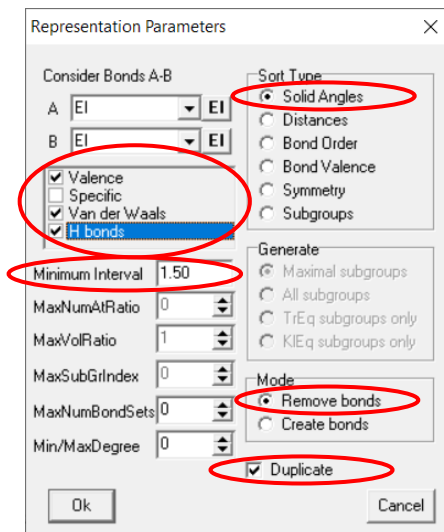 Representation Parameters
Consider Bonds A-B
A El El
B El El
Valence
Specific
Van der Waals
H bonds
Minimum Interval 1.50
MaxNumAtRatio 0
MaxVolRatio 1
MaxSubGrIndex 0
MaxNumBondSets 0
Min/MaxDegree 0
Ok
Sort Type
Solid Angles
Distances
Bond Order
Bond Valence
Symmetry
Subgroups
Generate
Maximal subgroups
All subgroups
TrEq subgroups only
KlEq subgroups only
Mode
Remove bonds
Create bonds
Duplicate
Cancel